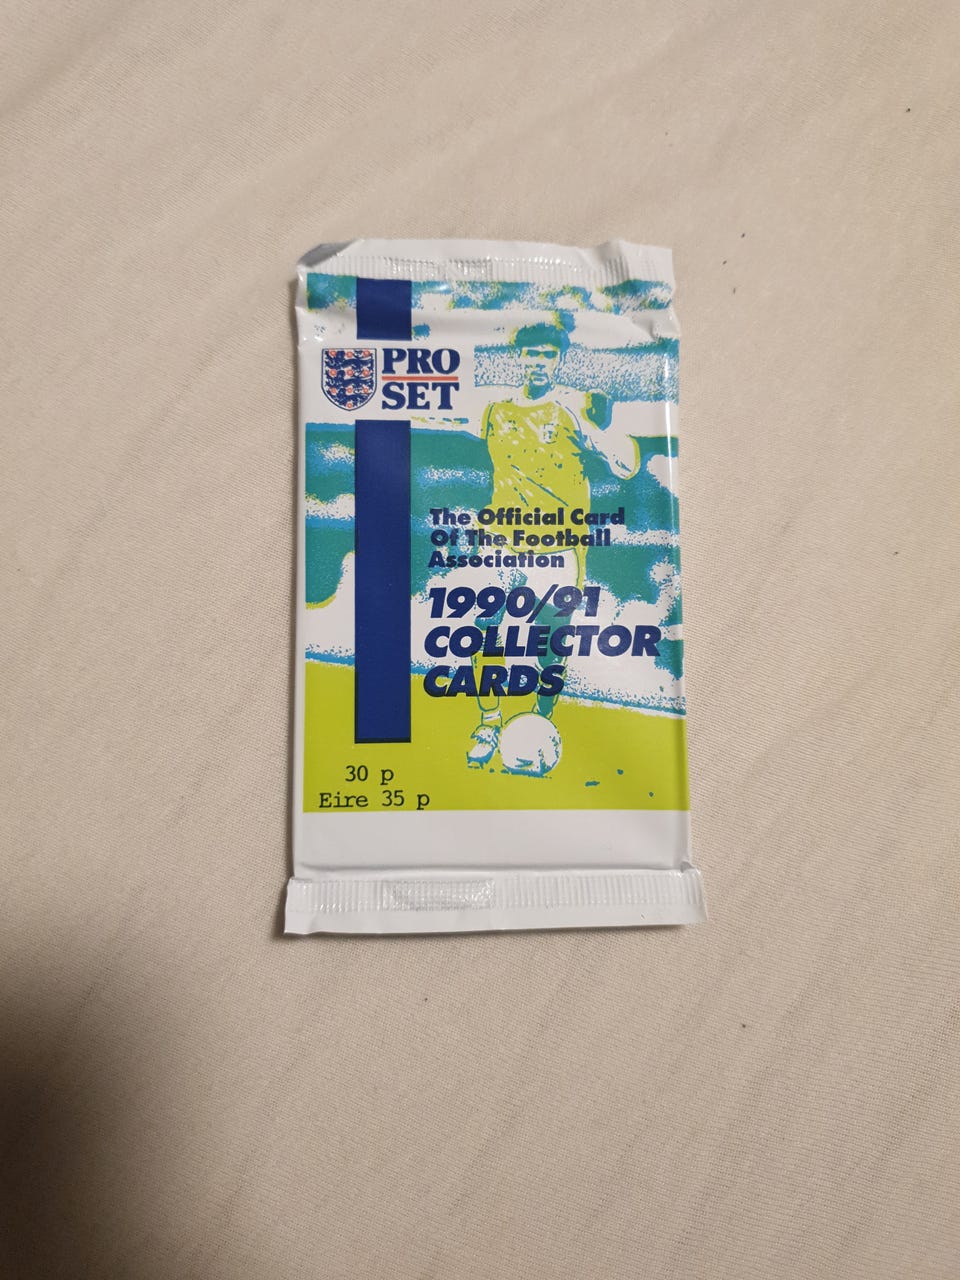 PRO
SET
The Official Card
Of The Football
Association
1990/91
COLLECTOR
CARDS
30 p
Eire 35 p